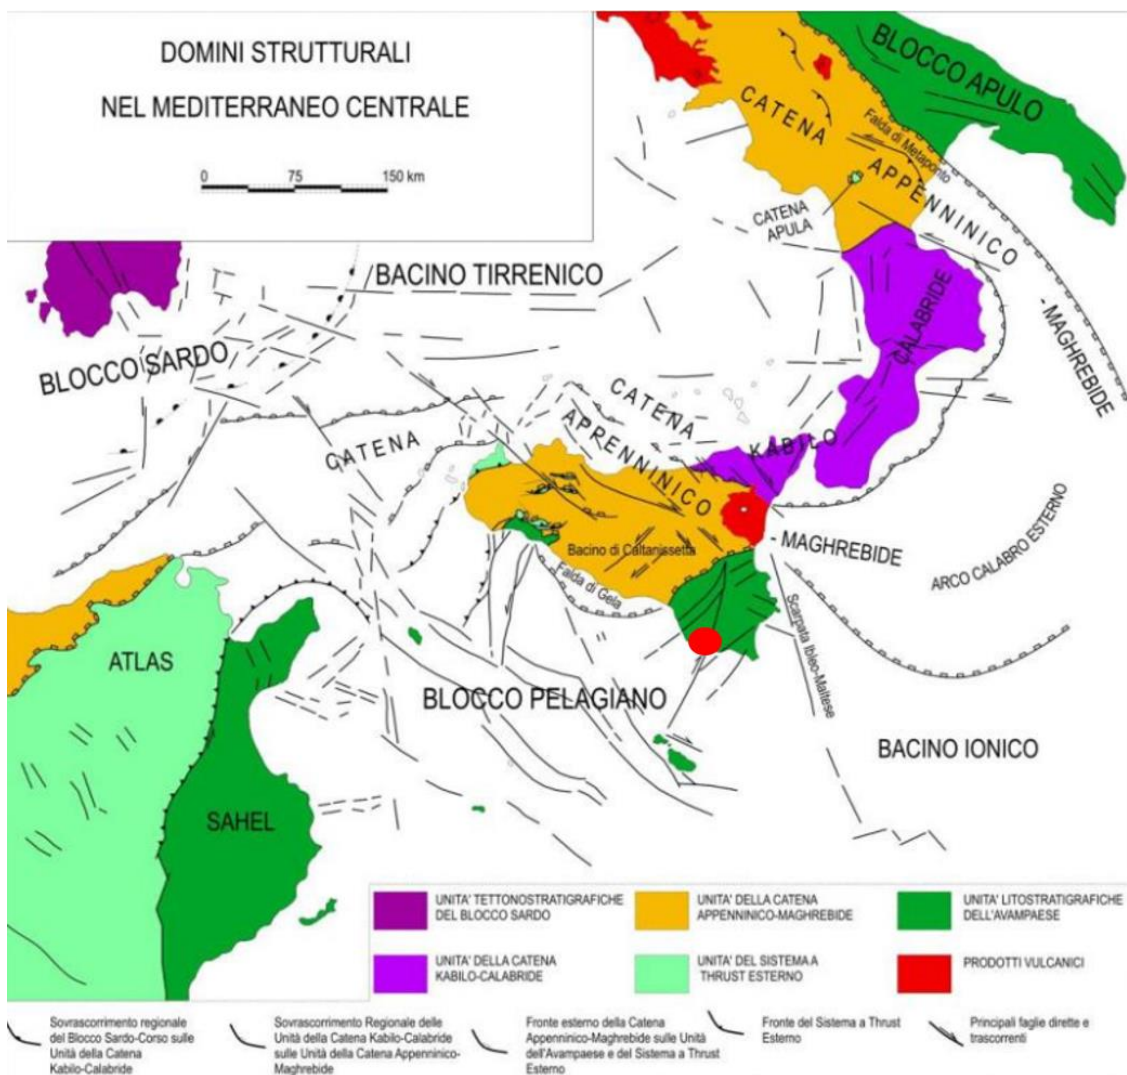 DOMINI STRUTTURALI
NEL MEDITERRANEO CENTRALE
0 75 150 km
BLOCCO APULO
CATENA
Falda di Metaponto
APPENNINICO
CATENA
APULA
- MAGHREBIDE
BACINO TIRRENICO
CALABRIDE
BLOCCO SARDO
CATENA
CATENA
APRENNINICO
KABILO
- MAGHREBIDE
ARCO CALABRO ESTERNO
Bacino di Caltanissetta
Falda di Gela
Scarpata Ibleo-Maltese
ATLAS
BLOCCO PELAGIANO
BACINO IONICO
SAHEL
UNITA' TETTONOSTRATIGRAFICHE
DEL BLOCCO SARDO
UNITA' DELLA CATENA
APPENNINICO-MAGHREBIDE
UNITA' LITOSTRATIGRAFICHE
DELL'AVAMPAESE
UNITA' DELLA CATENA
KABILO-CALABRIDE
UNITA' DEL SISTEMA A
THRUST ESTERNO
PRODOTTI VULCANICI
Sovrascorrimento regionale
del Blocco Sardo-Corso sulle
Unità della Catena
Kabilo-Calabride
Sovrascorrimento Regionale delle
Unità della Catena Kabilo-Calabride
sulle Unità della Catena Appenninico-
Maghrebide
Fronte esterno della Catena
Appenninico-Maghrebide sulle Unità
dell'Avampaese e del Sistema a Thrust
Esterno
Fronte del Sistema a Thrust
Esterno
Principali faglie dirette e
trascorrenti